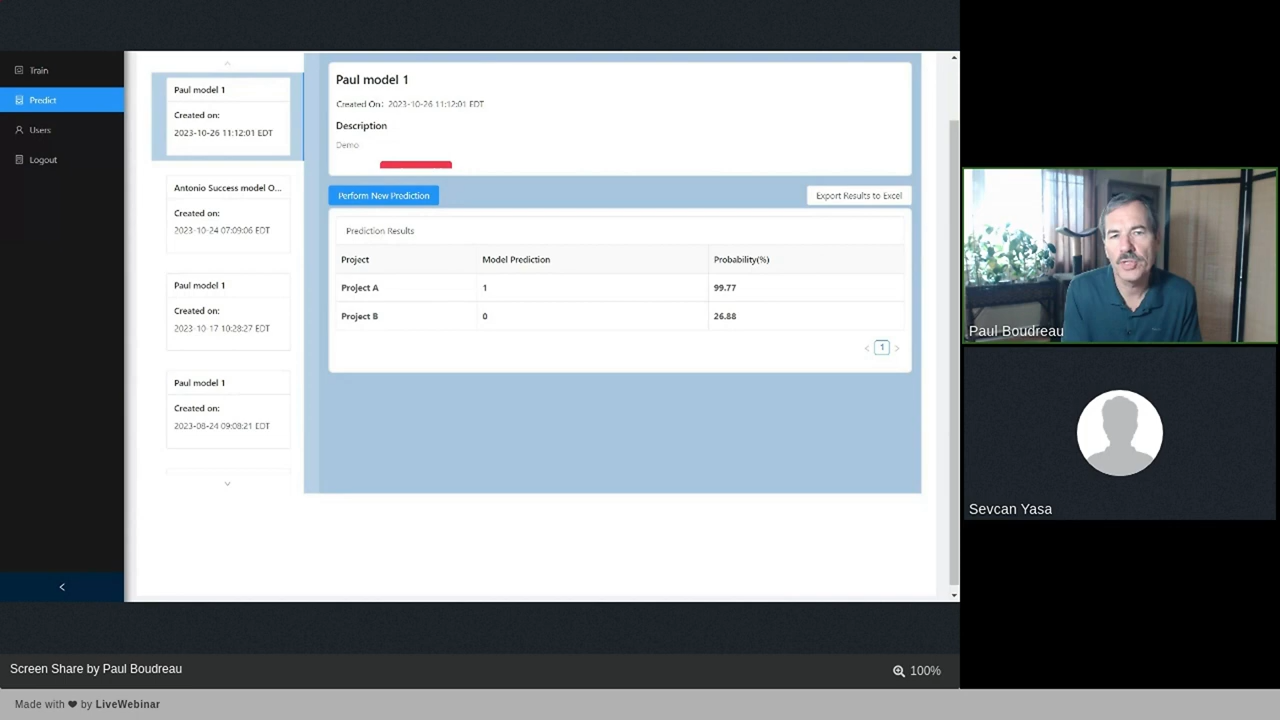 Train
Predict
Users
Logout
Paul model 1
Created on:
2023-10-26 11:12:01 EDT
Antonio Success model O...
Created on:
2023-10-24 07:09:06 EDT
Paul model 1
Created on:
2023-10-17 10:28:27 EDT
Paul model 1
Created on:
2023-08-24 09:08:21 EDT
Paul model 1
Created On: 2023-10-26 11:12:01 EDT
Description
Demo
Perform New Prediction
Export Results to Excel
Prediction Results
Project Model Prediction Probability(%)
Project A 1 99.77
Project B 0 26.88
< 1 >
Paul Boudreau
Sevcan Yasa
Screen Share by Paul Boudreau
100%
Made with ❤ by LiveWebinar